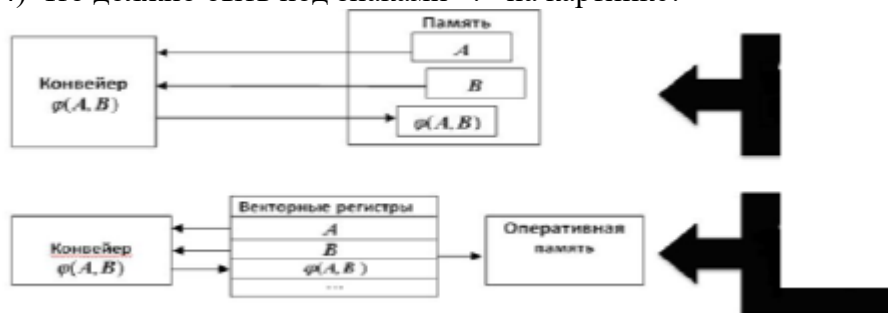 Память
A
Конвейер
φ(A, B)
B
φ(A, B)
Векторные регистры
A
Оперативная
память
Конвейер
φ(A, B)
B
φ(A, B)
...